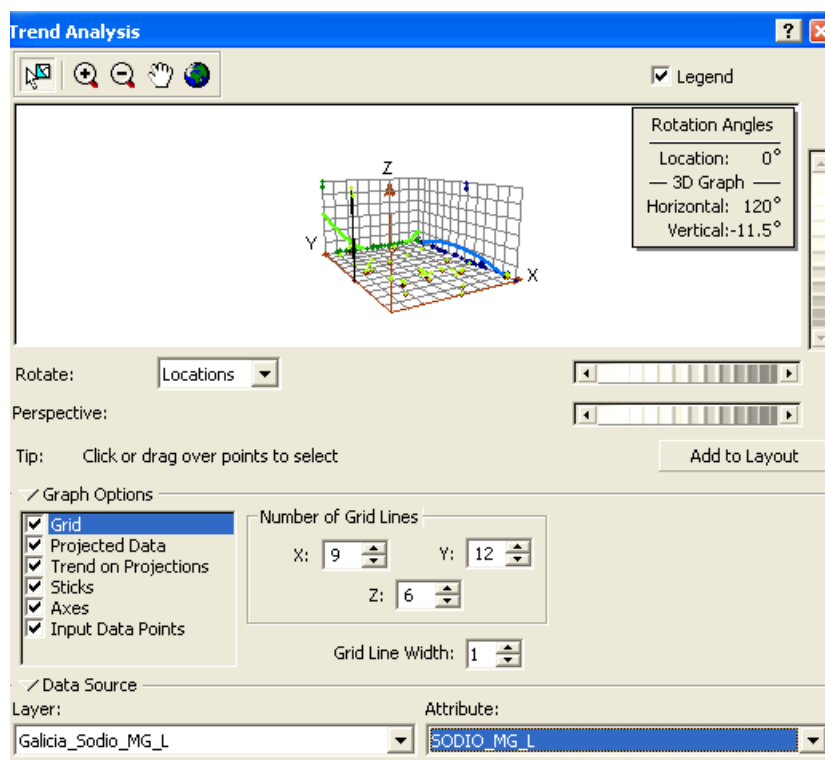 Trend Analysis
Legend
Rotation Angles
Location: 0°
3D Graph
Horizontal: 120°
Vertical:-11.5°
Z
Y
X
Rotate: Locations
Perspective:
Tip: Click or drag over points to select
Add to Layout
Graph Options
Grid
Projected Data
Trend on Projections
Sticks
Axes
Input Data Points
Number of Grid Lines
X: 9 Y: 12
Z: 6
Grid Line Width: 1
Data Source
Layer: Attribute:
Galicia_Sodio_MG_L SODIO_MG_L